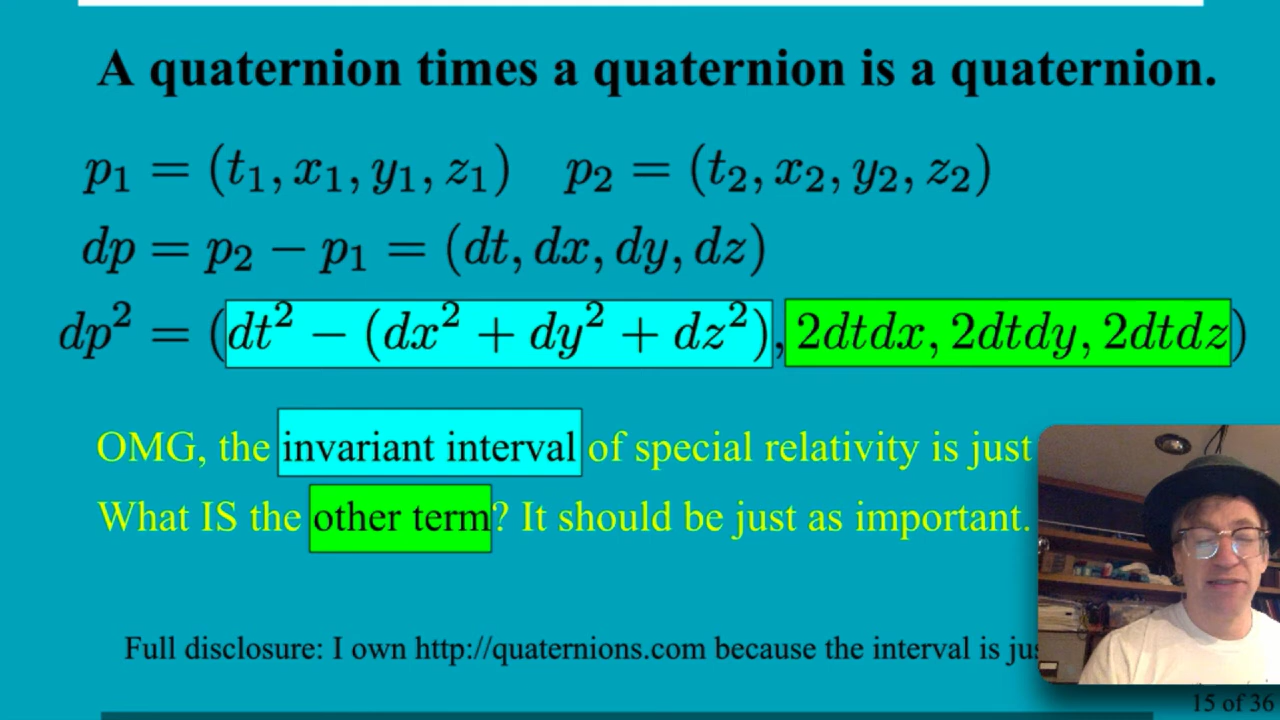 A quaternion times a quaternion is a quaternion.
p₁ = (t₁, x₁, y₁, z₁) p₂ = (t₂, x₂, y₂, z₂)
dp = p₂ − p₁ = (dt, dx, dy, dz)
dp² = (dt² − (dx² + dy² + dz²), 2dtdx, 2dtdy, 2dtdz)
OMG, the invariant interval of special relativity is just
What IS the other term? It should be just as important.
Full disclosure: I own http://quaternions.com because the interval is
15 of 36